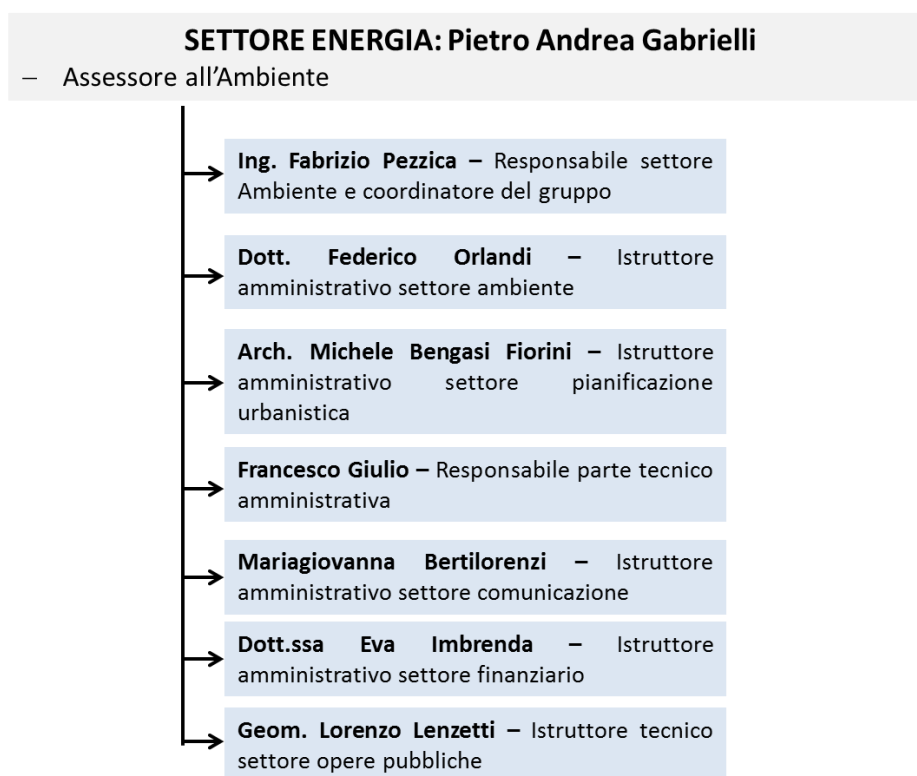 SETTORE ENERGIA: Pietro Andrea Gabrielli
– Assessore all’Ambiente
Ing. Fabrizio Pezzica – Responsabile settore
Ambiente e coordinatore del gruppo
Dott. Federico Orlandi – Istruttore
amministrativo settore ambiente
Arch. Michele Bengasi Fiorini – Istruttore
amministrativo settore pianificazione
urbanistica
Francesco Giulio – Responsabile parte tecnico
amministrativa
Mariagiovanna Bertilorenzi – Istruttore
amministrativo settore comunicazione
Dott.ssa Eva Imbrenda – Istruttore
amministrativo settore finanziario
Geom. Lorenzo Lenzetti – Istruttore tecnico
settore opere pubbliche